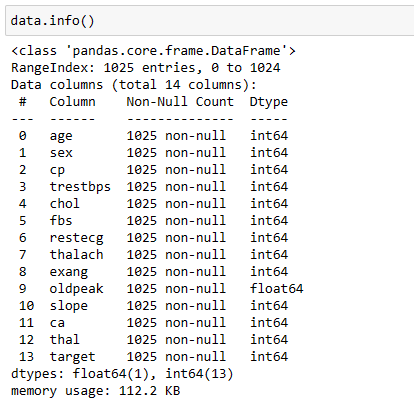 data.info()
<class 'pandas.core.frame.DataFrame'>
RangeIndex: 1025 entries, 0 to 1024
Data columns (total 14 columns):
 #   Column    Non-Null Count  Dtype
---  ------    --------------  -----
 0   age       1025 non-null   int64
 1   sex       1025 non-null   int64
 2   cp        1025 non-null   int64
 3   trestbps  1025 non-null   int64
 4   chol      1025 non-null   int64
 5   fbs       1025 non-null   int64
 6   restecg   1025 non-null   int64
 7   thalach   1025 non-null   int64
 8   exang     1025 non-null   int64
 9   oldpeak   1025 non-null   float64
 10  slope     1025 non-null   int64
 11  ca        1025 non-null   int64
 12  thal      1025 non-null   int64
 13  target    1025 non-null   int64
dtypes: float64(1), int64(13)
memory usage: 112.2 KB